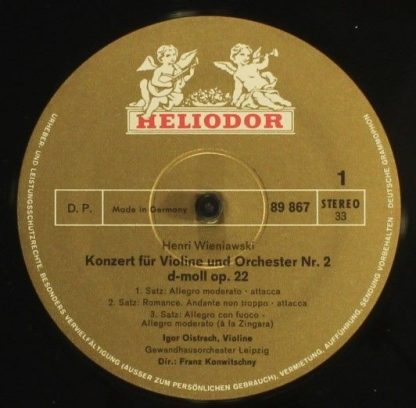 HELIODOR
1
D. P.
Made in Germany
89 867
STEREO
33
Henri Wieniawski
Konzert für Violine und Orchester Nr. 2
d-moll op. 22
1. Satz: Allegro moderato - attacca
2. Satz: Romance. Andante non troppo - attacca
3. Satz: Allegro con fuoco -
Allegro moderato (à la Zingara)
Igor Oistrach, Violine
Gewandhausorchester Leipzig
Dir.: Franz Konwitschny
URHEBER- UND LEISTUNGSSCHUTZRECHTE, BESONDERS VERVIELFÄLTIGUNG (AUSSER ZUM PERSÖNLICHEN GEBRAUCH), VERMIETUNG, AUFFÜHRUNG, SENDUNG VORBEHALTEN · DEUTSCHE GRAMMOPHON